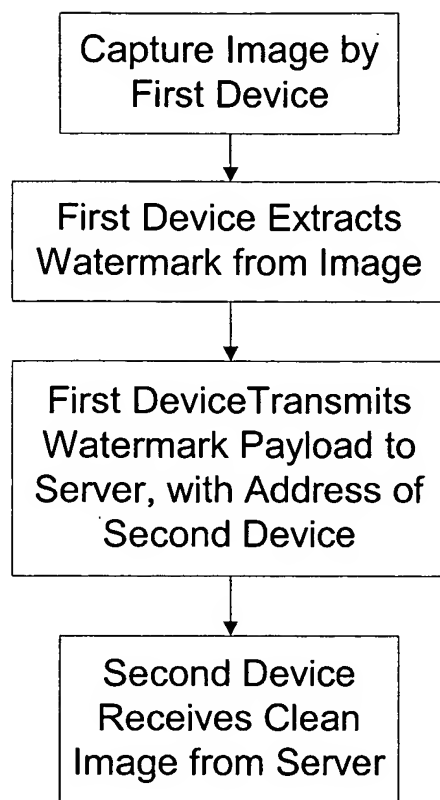 Capture Image by
First Device
First Device Extracts
Watermark from Image
First DeviceTransmits
Watermark Payload to
Server, with Address of
Second Device
Second Device
Receives Clean
Image from Server